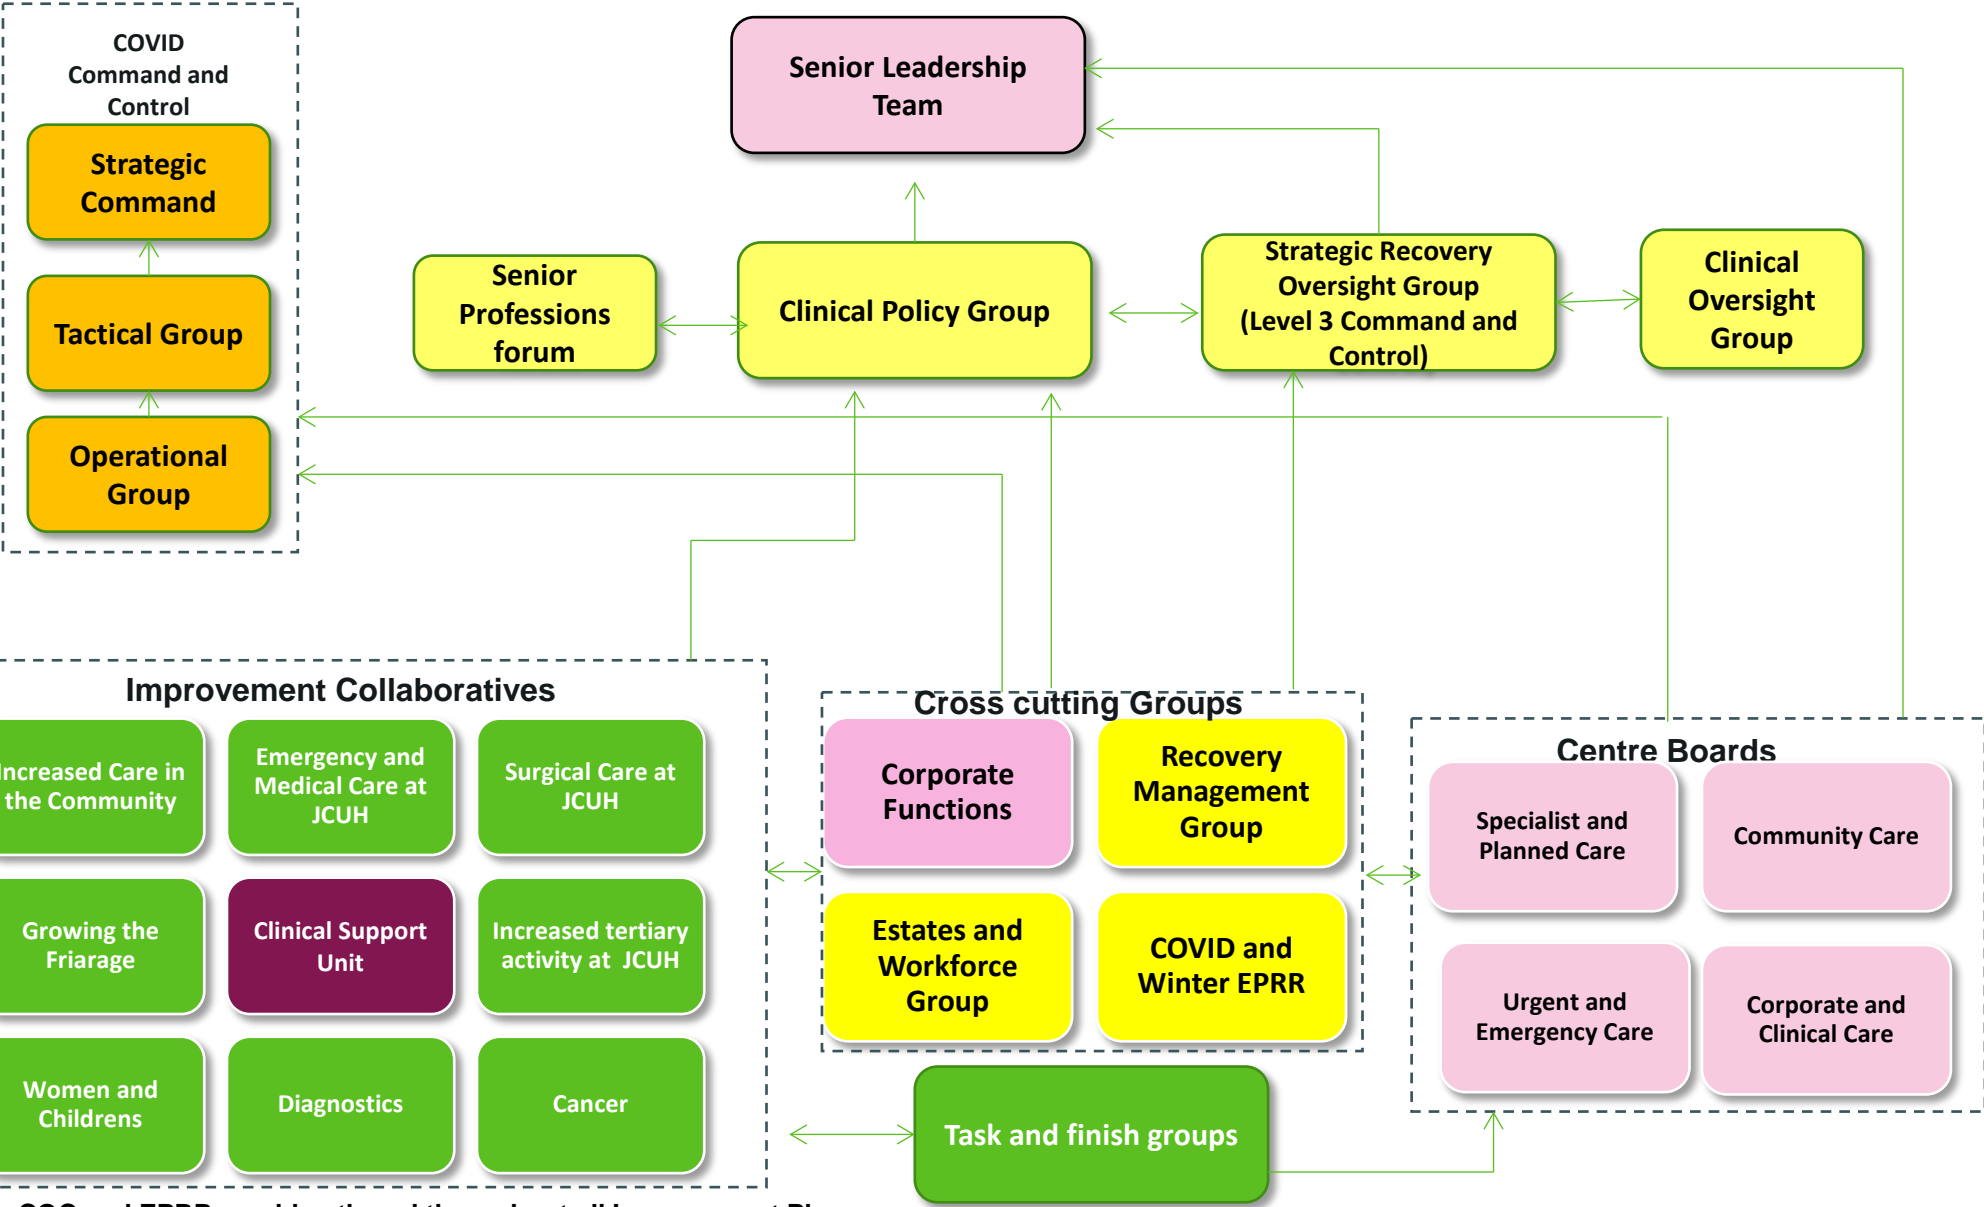 COVID
Command and
Control
Strategic
Command
Tactical Group
Operational
Group
Senior Leadership
Team
Senior
Professions
forum
Clinical Policy Group
Strategic Recovery
Oversight Group
(Level 3 Command and
Control)
Clinical
Oversight
Group
Improvement Collaboratives
Increased Care in
the Community
Emergency and
Medical Care at
JCUH
Surgical Care at
JCUH
Growing the
Friarage
Clinical Support
Unit
Increased tertiary
activity at JCUH
Women and
Childrens
Diagnostics
Cancer
Cross cutting Groups
Corporate
Functions
Recovery
Management
Group
Estates and
Workforce
Group
COVID and
Winter EPRR
Task and finish groups
Centre Boards
Specialist and
Planned Care
Community Care
Urgent and
Emergency Care
Corporate and
Clinical Care